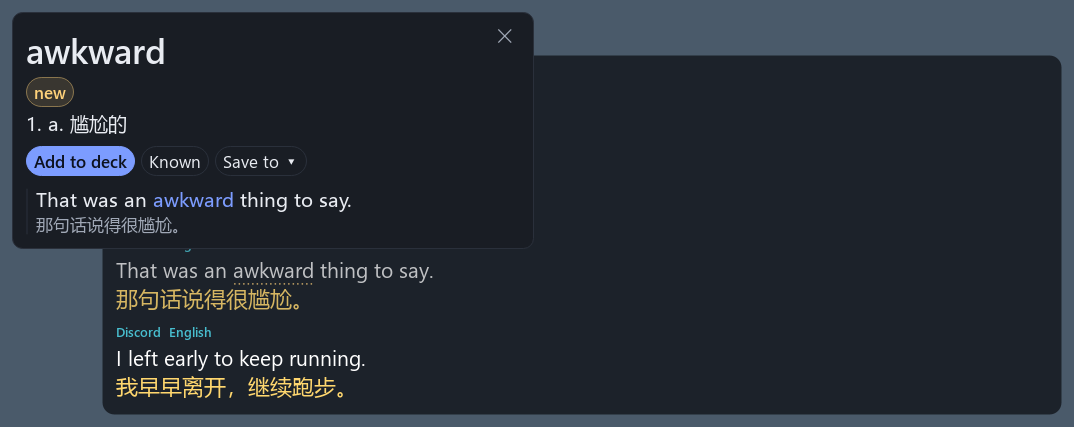 awkward
new
1. a. 尴尬的
Add to deck Known Save to ▾
That was an awkward thing to say.
那句话说得很尴尬。
That was an awkward thing to say.
那句话说得很尴尬。
Discord English
I left early to keep running.
我早早离开，继续跑步。